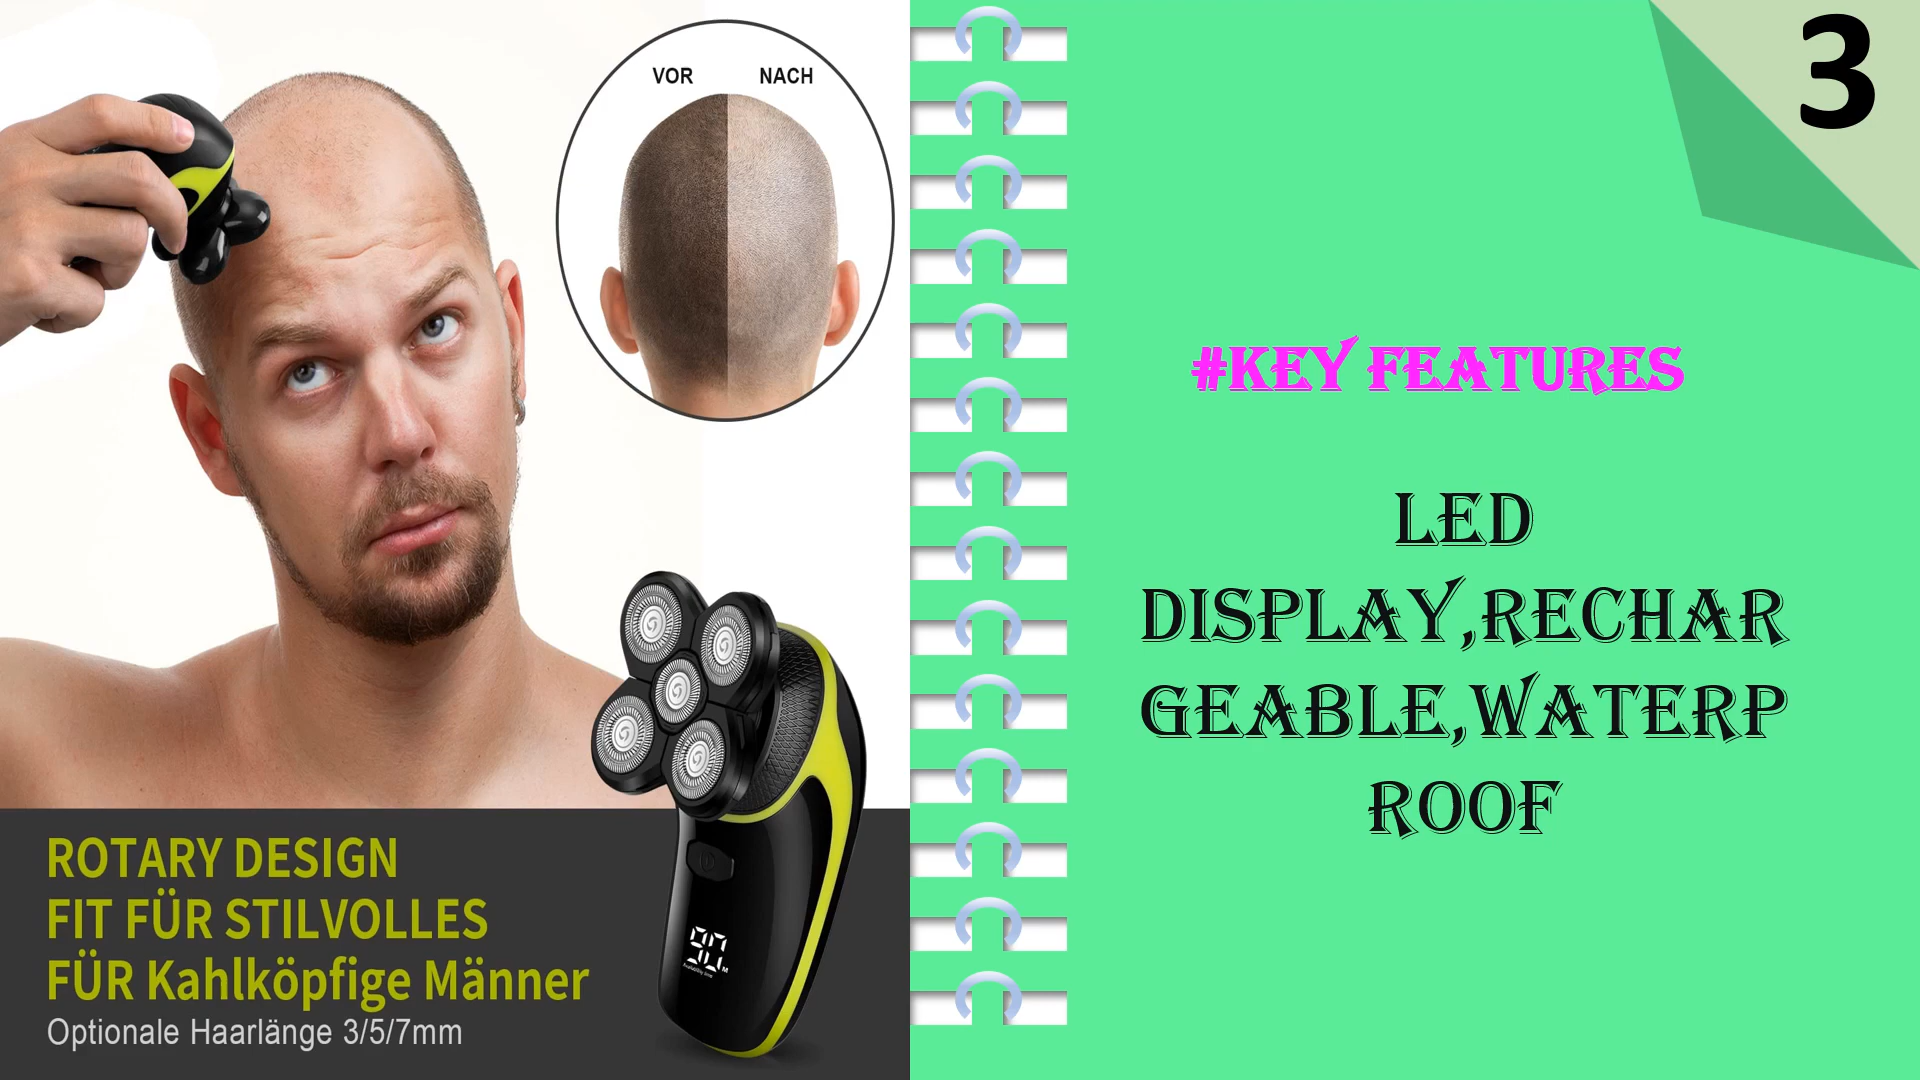 VOR NACH
ROTARY DESIGN
FIT FÜR STILVOLLES
FÜR Kahlköpfige Männer
Optionale Haarlänge 3/5/7mm
90M
3
#KEY FEATURES
LED
DISPLAY,RECHAR
GEABLE,WATERP
ROOF